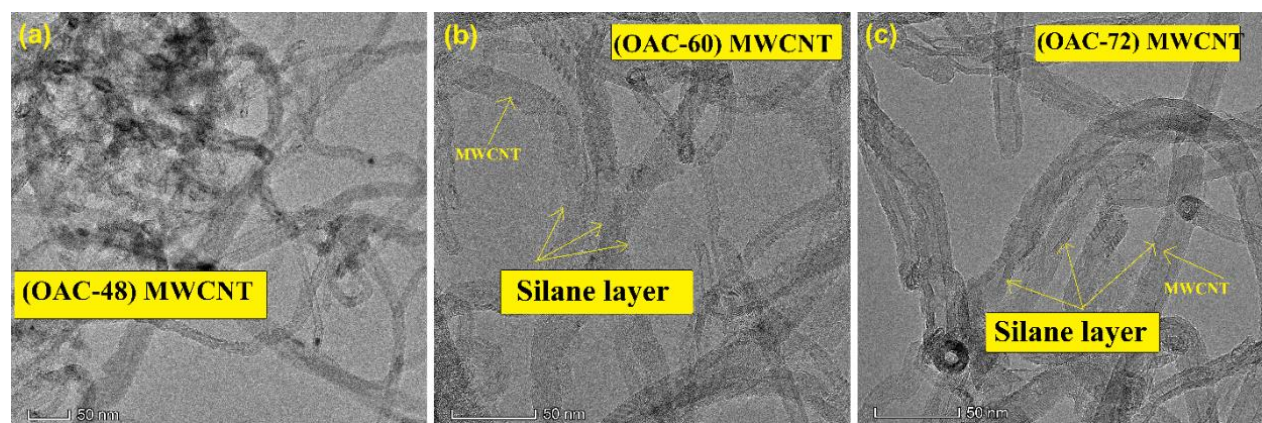 (a)
(OAC-48) MWCNT
50 nm
(b)
(OAC-60) MWCNT
MWCNT
Silane layer
50 nm
(c)
(OAC-72) MWCNT
MWCNT
Silane layer
50 nm